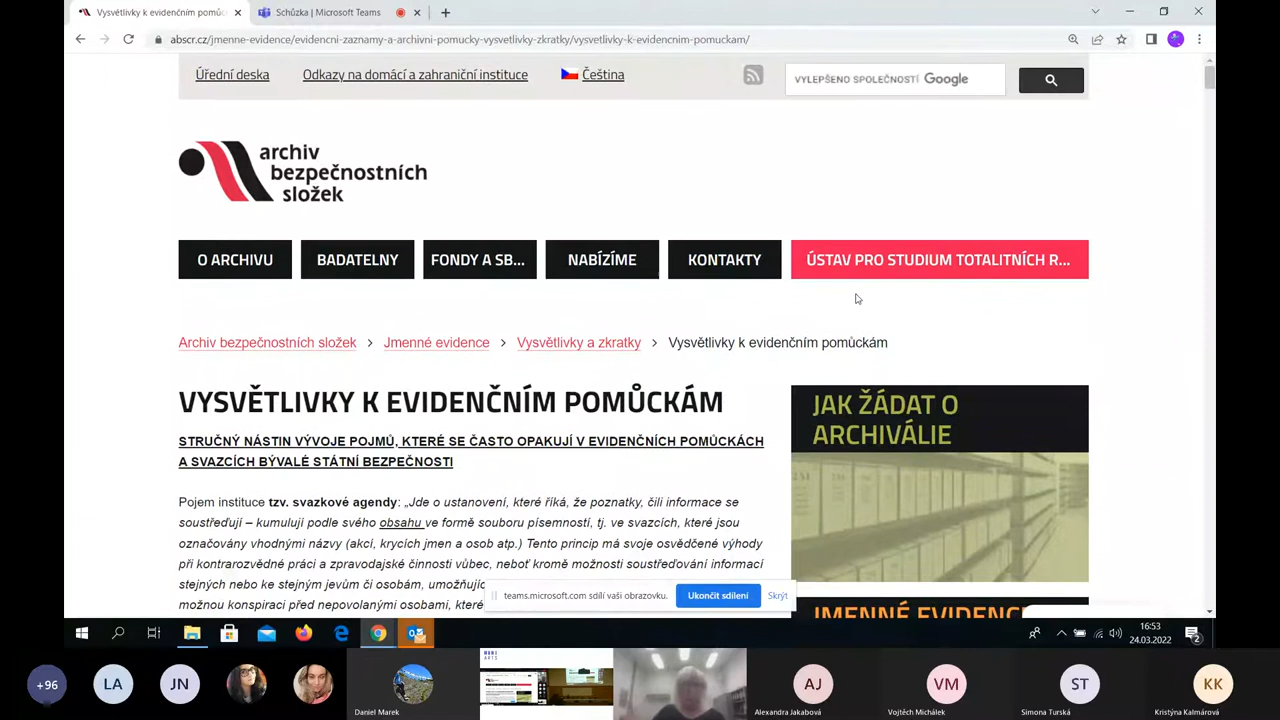 Vysvětlivky k evidenčním pomůc
Schůzka | Microsoft Teams
abscr.cz/jmenne-evidence/evidencni-zaznamy-a-archivni-pomucky-vysvetlivky-zkratky/vysvetlivky-k-evidencnim-pomuckam/
Úřední deska
Odkazy na domácí a zahraniční instituce
Čeština
VYLEPŠENO SPOLEČNOSTÍ Google
archiv
bezpečnostních
složek
O ARCHIVU
BADATELNY
FONDY A SB...
NABÍZÍME
KONTAKTY
ÚSTAV PRO STUDIUM TOTALITNÍCH R...
Archiv bezpečnostních složek > Jmenné evidence > Vysvětlivky a zkratky > Vysvětlivky k evidenčním pomůckám
VYSVĚTLIVKY K EVIDENČNÍM POMŮCKÁM
STRUČNÝ NÁSTIN VÝVOJE POJMŮ, KTERÉ SE ČASTO OPAKUJÍ V EVIDENČNÍCH POMŮCKÁCH
A SVAZCÍCH BÝVALÉ STÁTNÍ BEZPEČNOSTI
Pojem instituce tzv. svazkové agendy: „Jde o ustanovení, které říká, že poznatky, čili informace se
soustřeďují – kumulují podle svého obsahu ve formě souboru písemností, tj. ve svazcích, které jsou
označovány vhodnými názvy (akcí, krycích jmen a osob atp.) Tento princip má svoje osvědčené výhody
při kontrarozvědné práci a zpravodajské činnosti vůbec, neboť kromě možnosti soustřeďování informací
stejných nebo ke stejným jevům či osobám, umožňujíc
možnou konspiraci před nepovolanými osobami, které
JAK ŽÁDAT O
ARCHIVÁLIE
JMENNÉ EVIDENC
teams.microsoft.com sdílí vaši obrazovku.
Ukončit sdílení
Skrýt
16:53
24.03.2022
2
+96
LA
JN
Daniel Marek
MUNI
ARTS
AJ
Alexandra Jakabová
VM
Vojtěch Michálek
ST
Simona Turská
KK
Kristýna Kalmárová